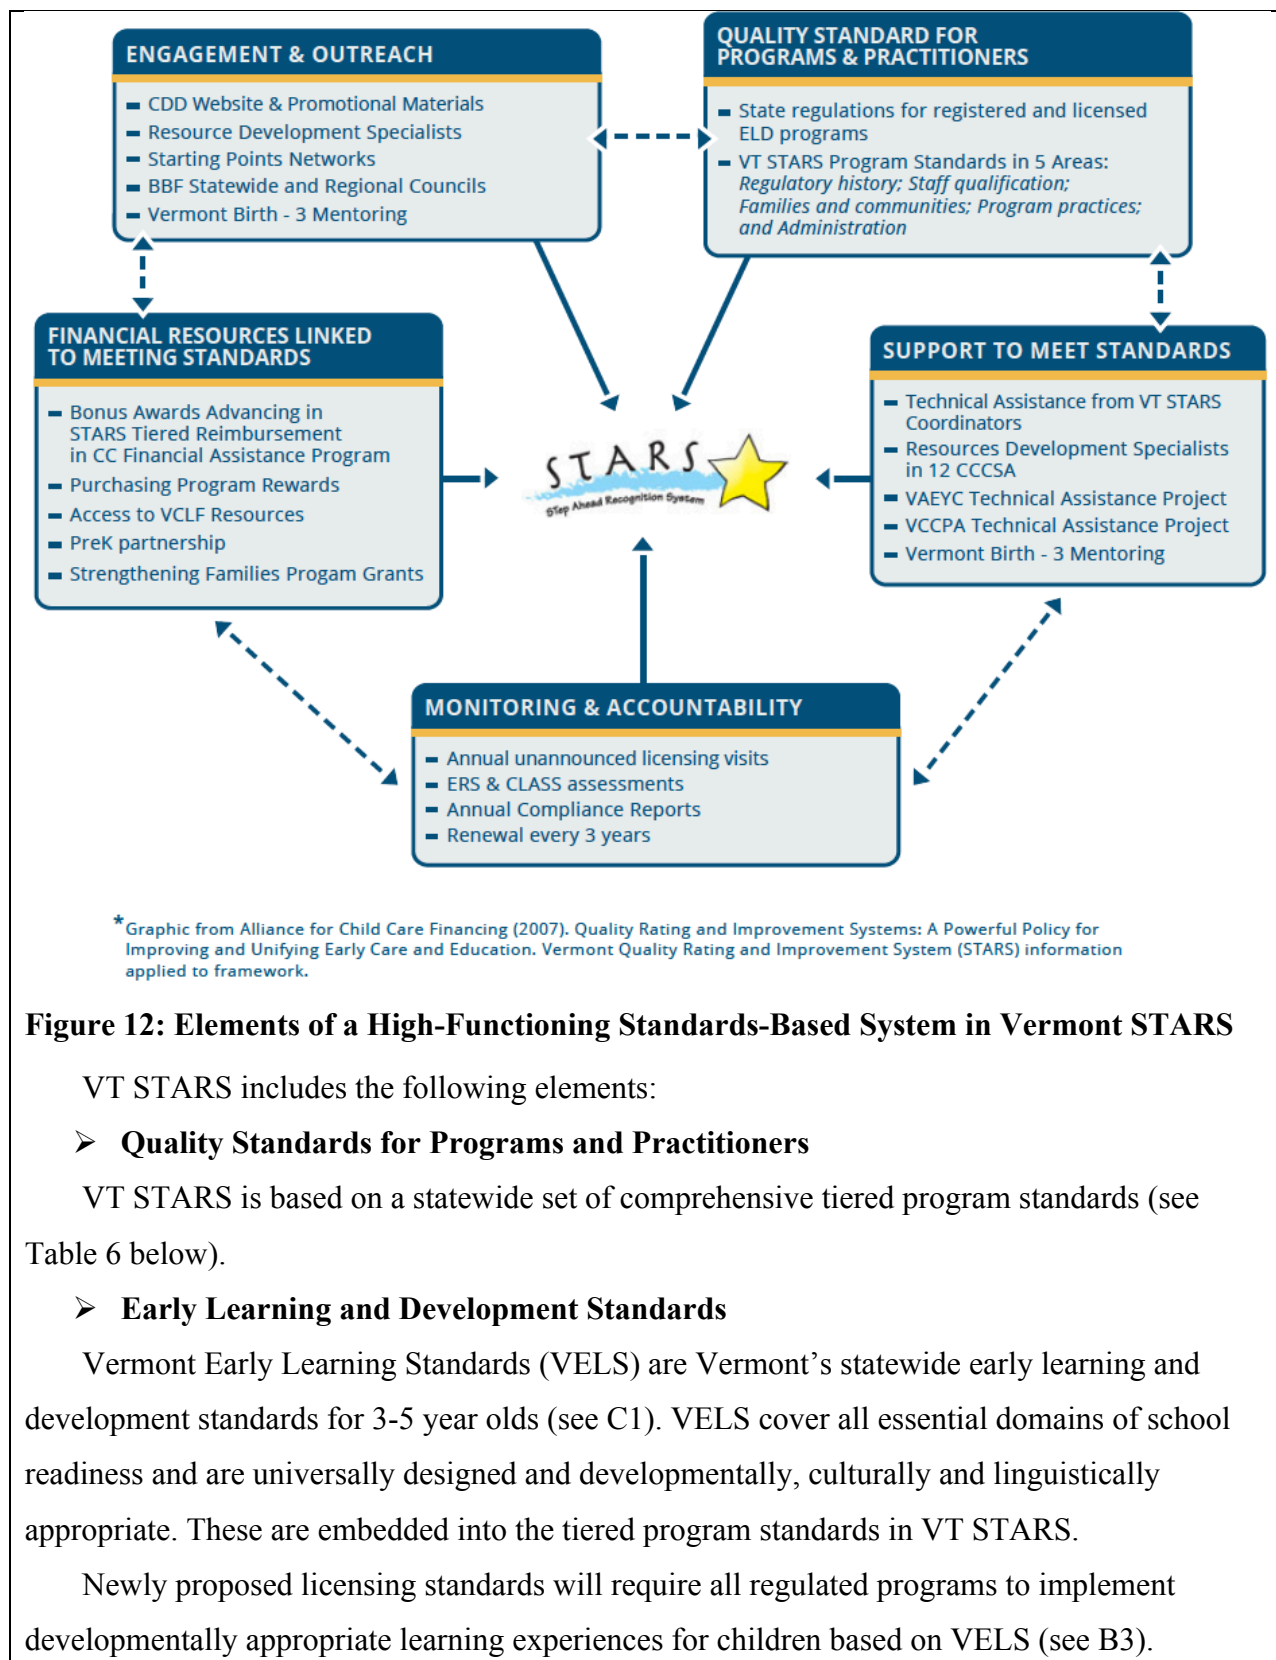 ENGAGEMENT & OUTREACH
CDD Website & Promotional Materials
Resource Development Specialists
Starting Points Networks
BBF Statewide and Regional Councils
Vermont Birth - 3 Mentoring
QUALITY STANDARD FOR
PROGRAMS & PRACTITIONERS
State regulations for registered and licensed
ELD programs
VT STARS Program Standards in 5 Areas:
Regulatory history; Staff qualification;
Families and communities; Program practices;
and Administration
FINANCIAL RESOURCES LINKED
TO MEETING STANDARDS
Bonus Awards Advancing in
STARS Tiered Reimbursement
in CC Financial Assistance Program
Purchasing Program Rewards
Access to VCLF Resources
PreK partnership
Strengthening Families Progam Grants
STARS
STep Ahead Recognition System
SUPPORT TO MEET STANDARDS
Technical Assistance from VT STARS
Coordinators
Resources Development Specialists
in 12 CCCSA
VAEYC Technical Assistance Project
VCCPA Technical Assistance Project
Vermont Birth - 3 Mentoring
MONITORING & ACCOUNTABILITY
Annual unannounced licensing visits
ERS & CLASS assessments
Annual Compliance Reports
Renewal every 3 years
*Graphic from Alliance for Child Care Financing (2007). Quality Rating and Improvement Systems: A Powerful Policy for
Improving and Unifying Early Care and Education. Vermont Quality Rating and Improvement System (STARS) information
applied to framework.
Figure 12: Elements of a High-Functioning Standards-Based System in Vermont STARS
VT STARS includes the following elements:
➢ Quality Standards for Programs and Practitioners
VT STARS is based on a statewide set of comprehensive tiered program standards (see
Table 6 below).
➢ Early Learning and Development Standards
Vermont Early Learning Standards (VELS) are Vermont’s statewide early learning and
development standards for 3-5 year olds (see C1). VELS cover all essential domains of school
readiness and are universally designed and developmentally, culturally and linguistically
appropriate. These are embedded into the tiered program standards in VT STARS.
Newly proposed licensing standards will require all regulated programs to implement
developmentally appropriate learning experiences for children based on VELS (see B3).